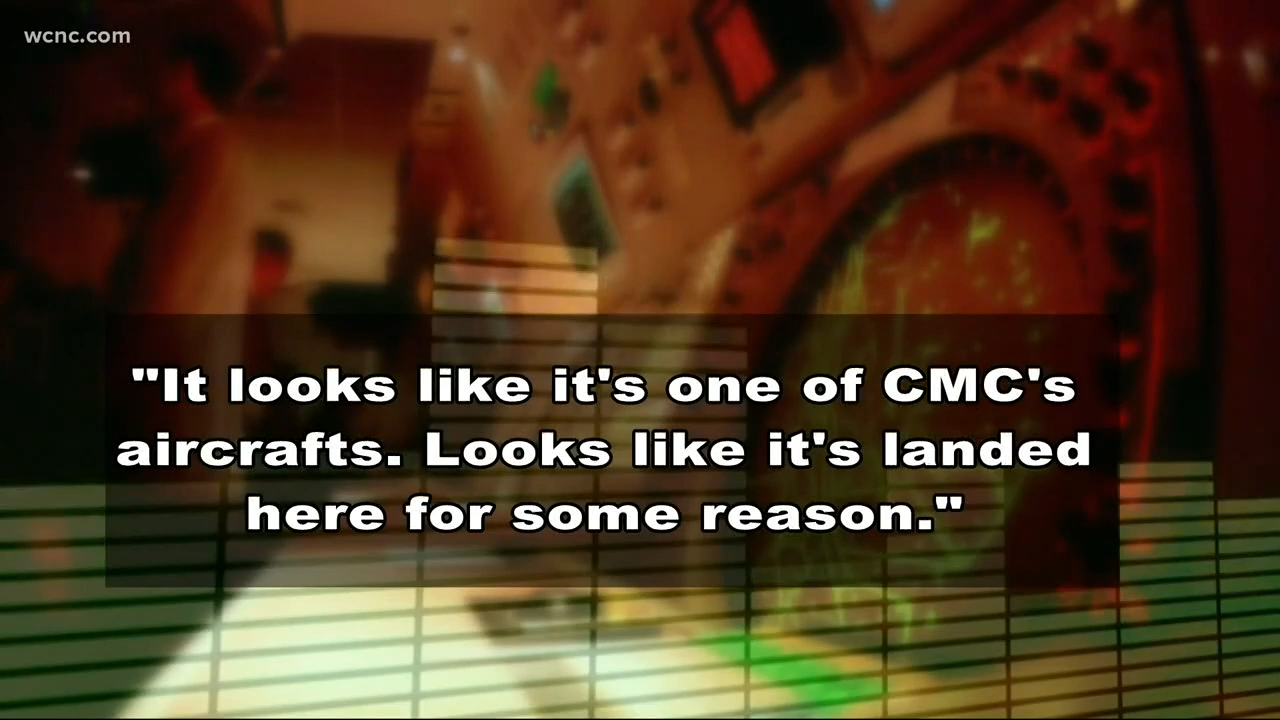 wcnc.com
"It looks like it's one of CMC's
aircrafts. Looks like it's landed
here for some reason."